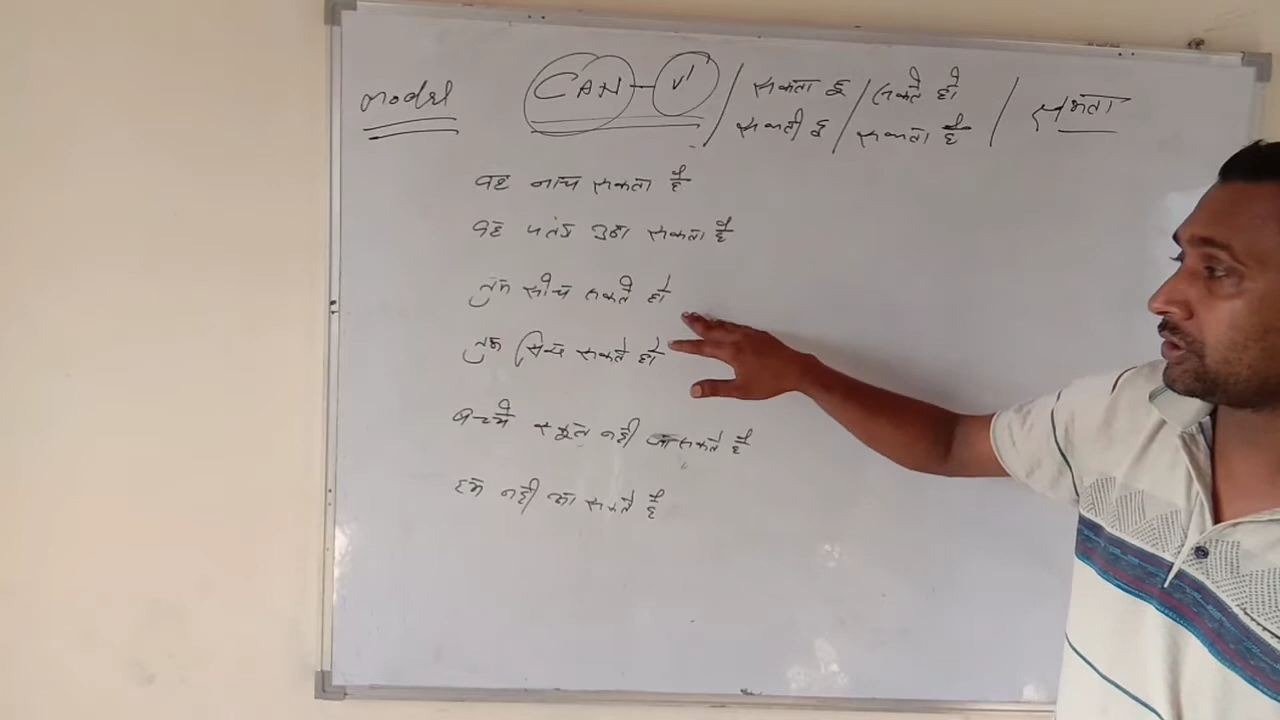 model CAN - V¹ / सकता हूँ / सकते हो / क्षमता
सकती हूँ / सकता है
वह नाच सकता है
वह पतंग उड़ा सकता है
तुम सोच सकते हो
तुम सकते हो
बच्चे स्कूल नही जा सकते है
हम नही जा सकते है